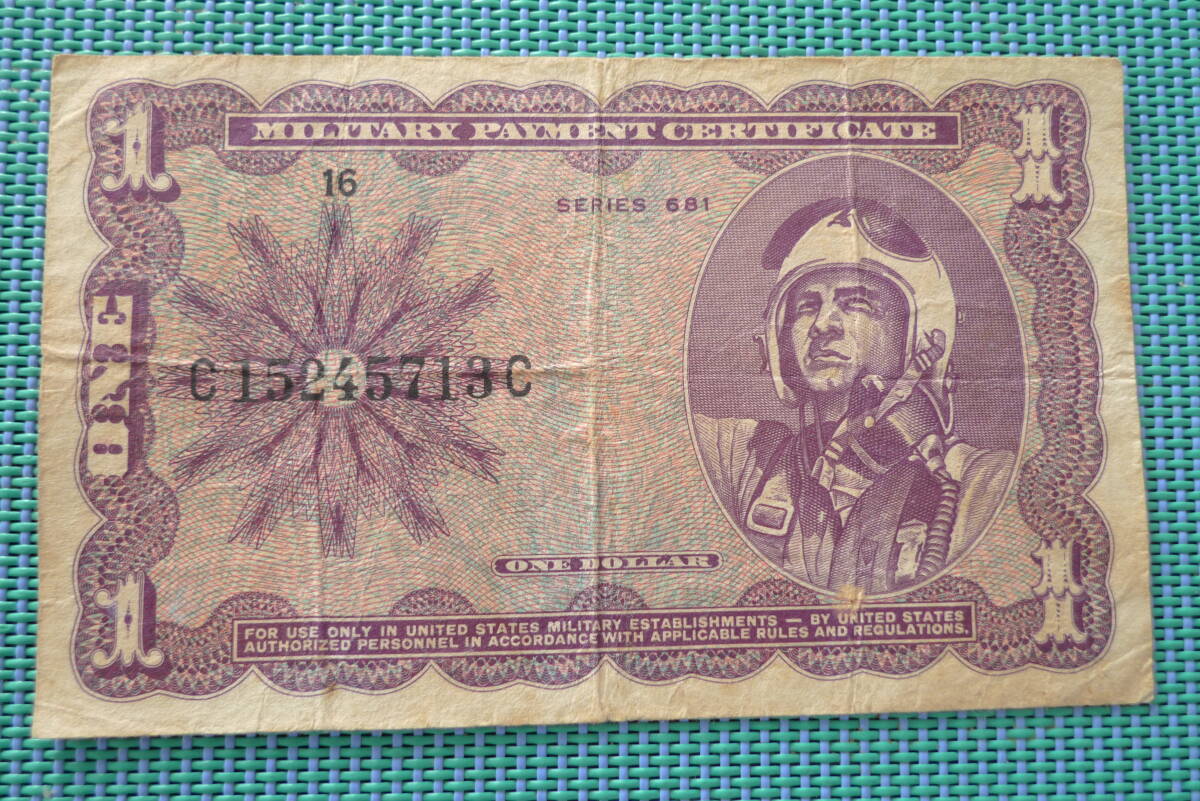 1
MILITARY PAYMENT CERTIFICATE
1
16
SERIES 681
A
ONE
C15245713C
ONE DOLLAR
1
FOR USE ONLY IN UNITED STATES MILITARY ESTABLISHMENTS — BY UNITED STATES
AUTHORIZED PERSONNEL IN ACCORDANCE WITH APPLICABLE RULES AND REGULATIONS.
1